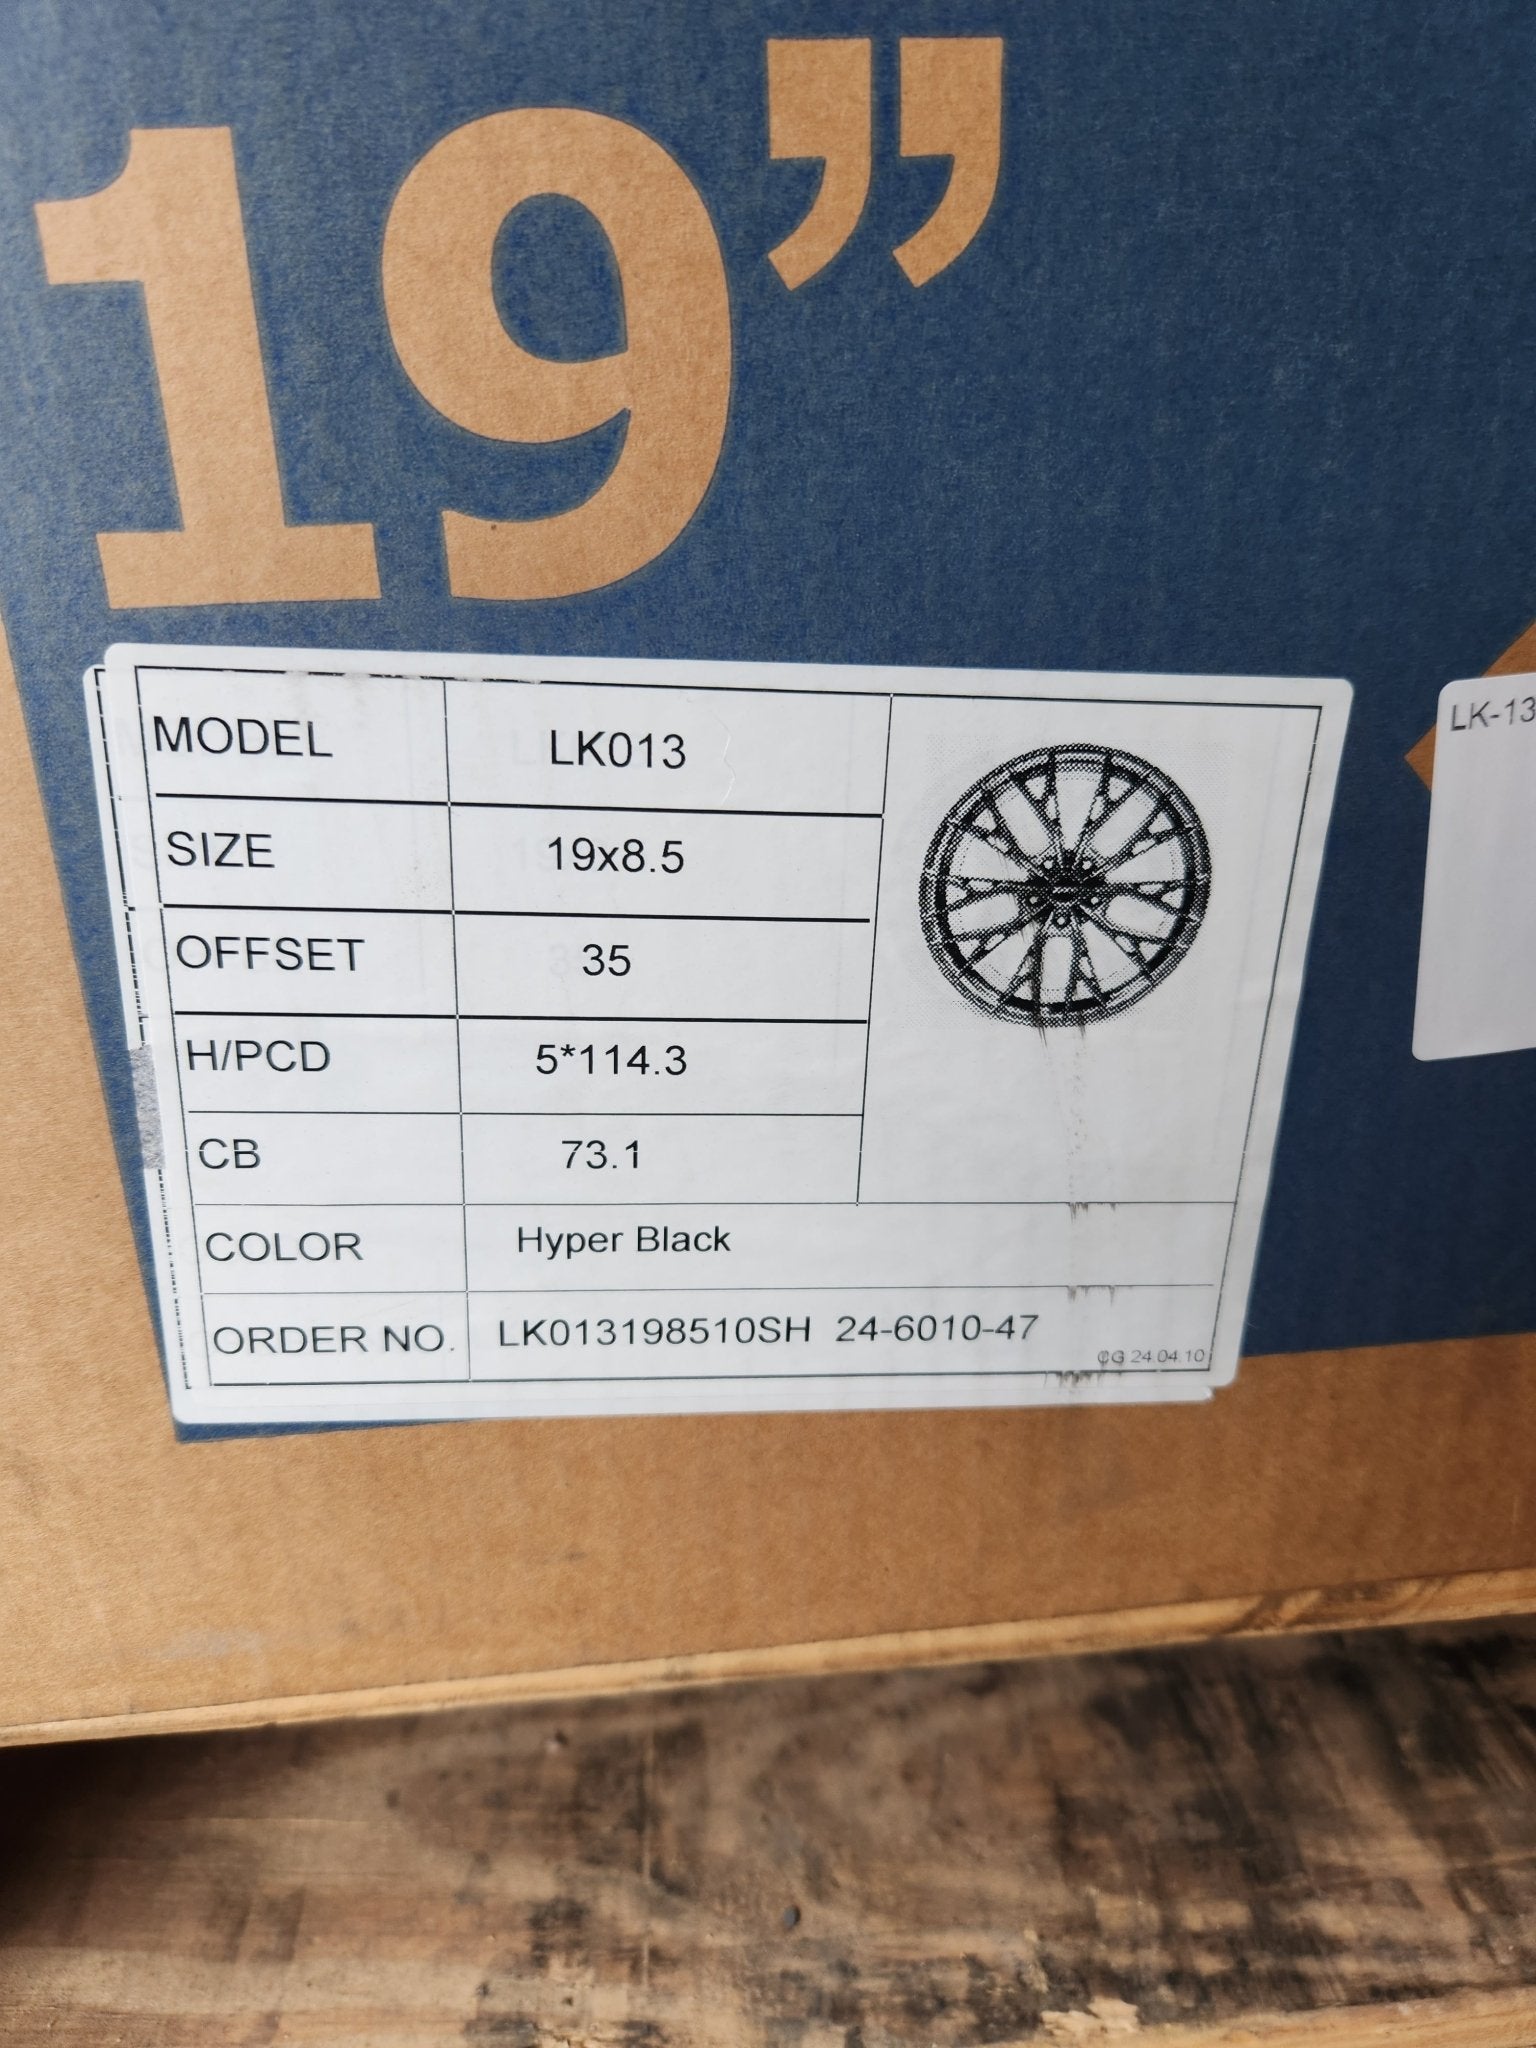 19”
MODEL LK013
SIZE 19x8.5
OFFSET 35
H/PCD 5*114.3
CB 73.1
COLOR Hyper Black
ORDER NO. LK013198510SH 24-6010-47
CG 24.04.10
LK-13